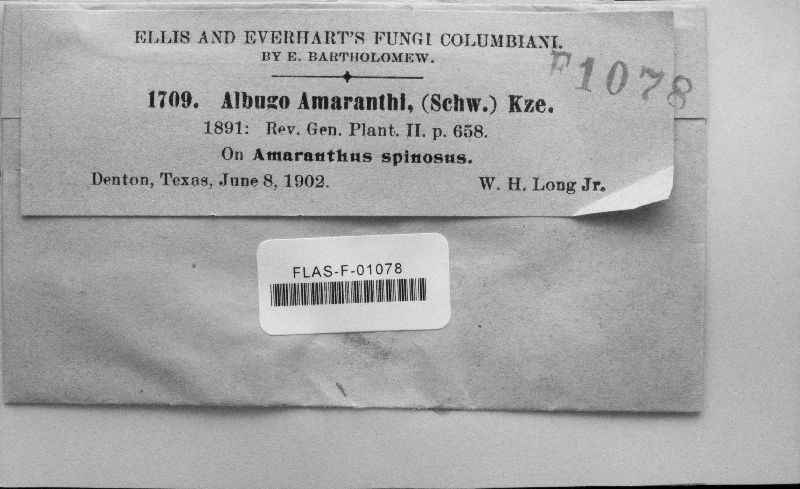 ELLIS AND EVERHART'S FUNGI COLUMBIANI.
BY E. BARTHOLOMEW.
F1078
1709. Albugo Amaranthi, (Schw.) Kze.
1891: Rev. Gen. Plant. II. p. 658.
On Amaranthus spinosus.
Denton, Texas, June 8, 1902. W. H. Long Jr.
FLAS-F-01078